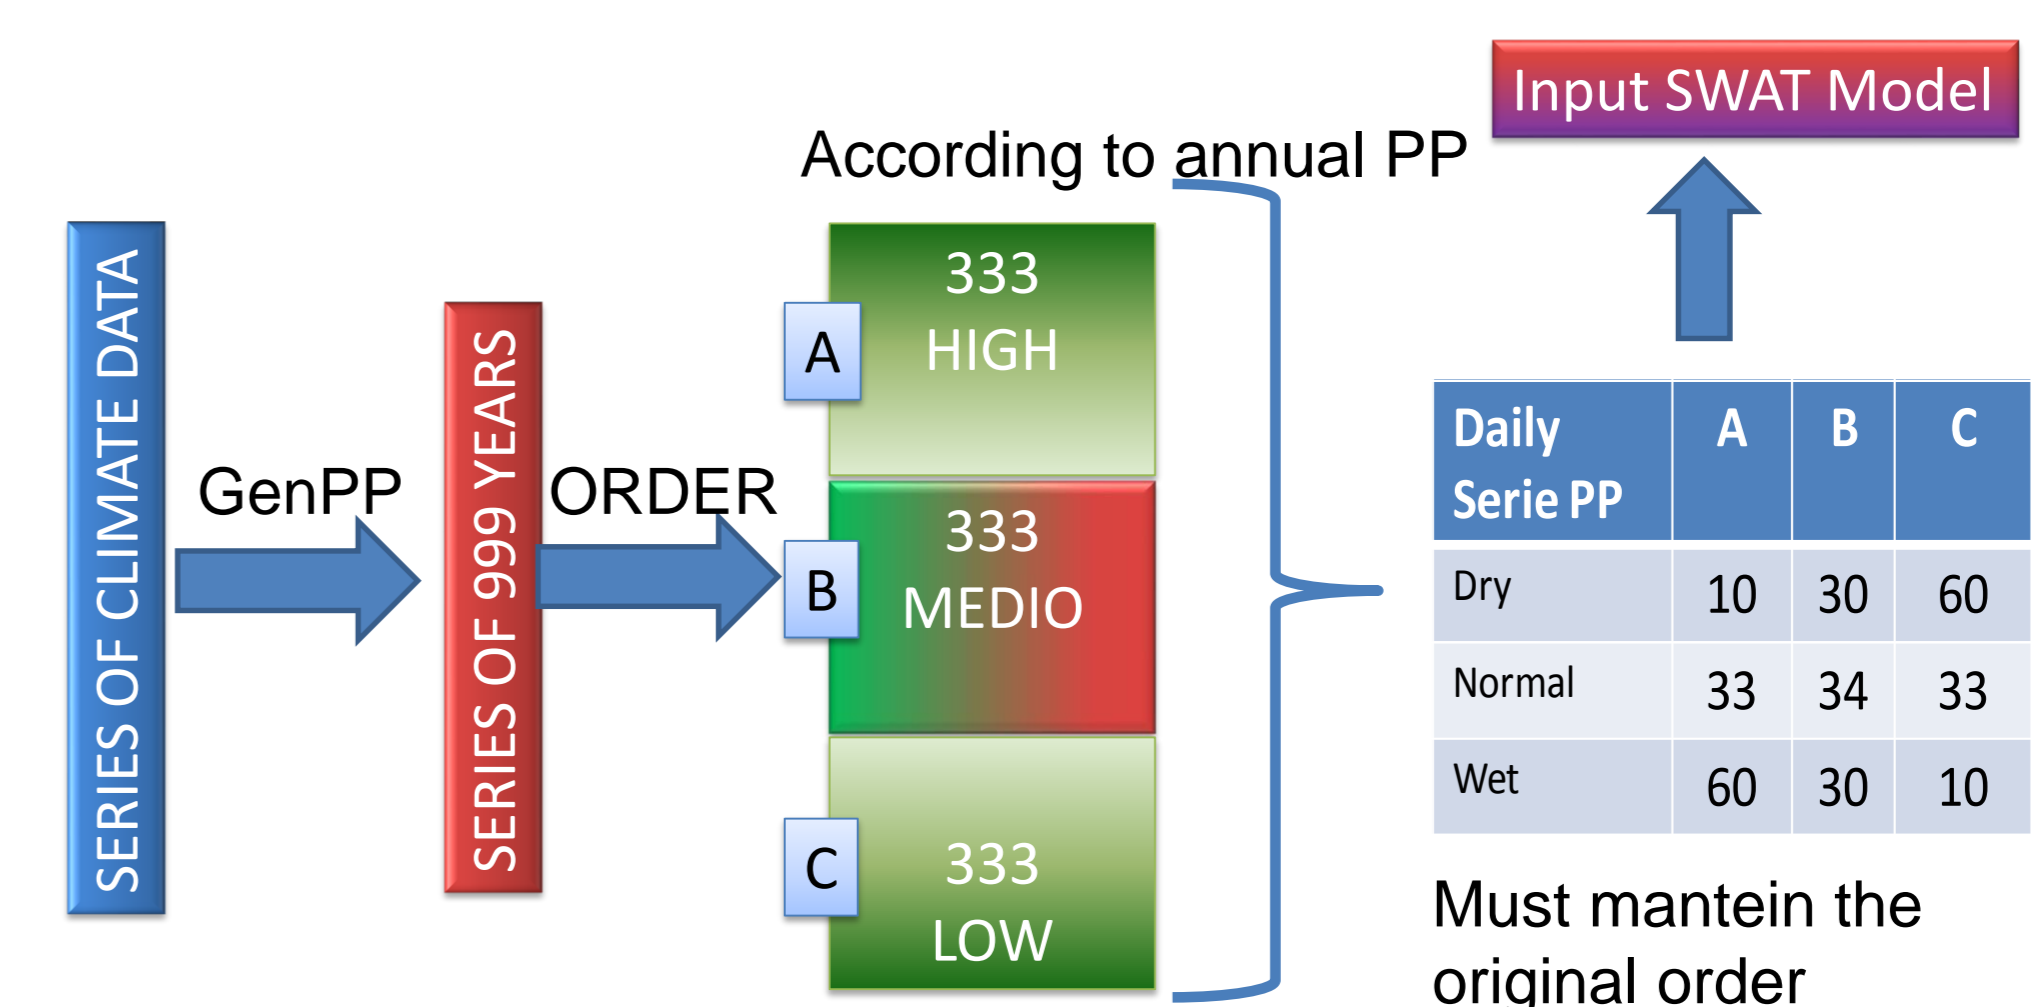 Input SWAT Model
According to annual PP
SERIES OF CLIMATE DATA
GenPP
SERIES OF 999 YEARS
ORDER
A
333
HIGH
B
333
MEDIO
C
333
LOW
Daily Serie PP A B C
Dry 10 30 60
Normal 33 34 33
Wet 60 30 10
Must mantein the
original order